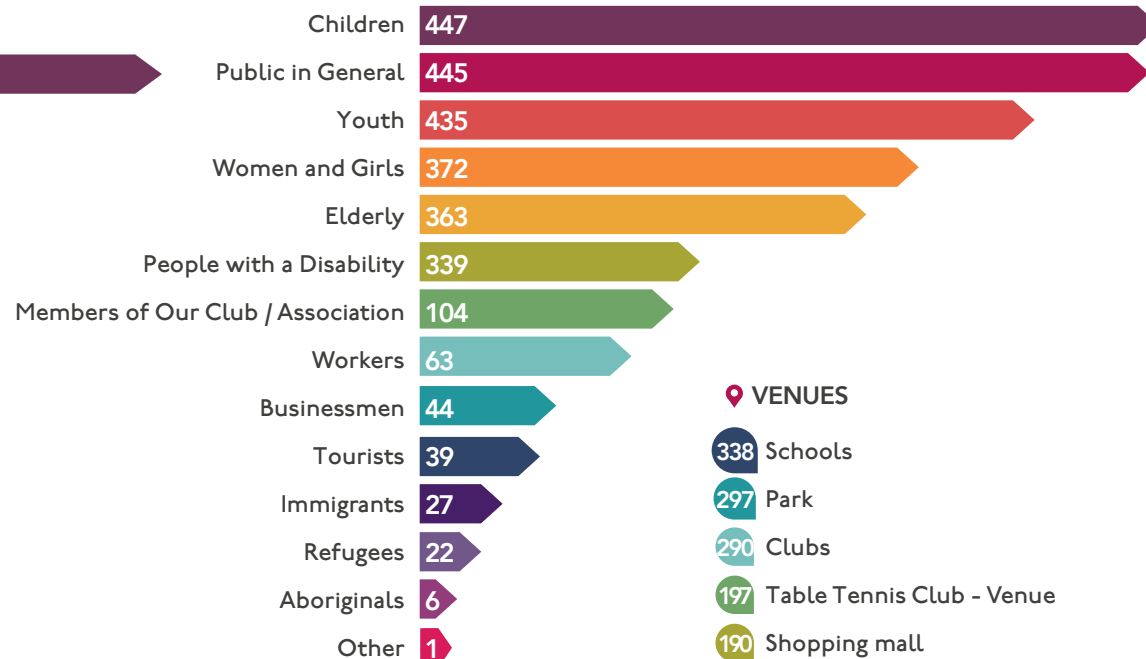 Children 447
Public in General 445
Youth 435
Women and Girls 372
Elderly 363
People with a Disability 339
Members of Our Club / Association 104
Workers 63
Businessmen 44
Tourists 39
Immigrants 27
Refugees 22
Aboriginals 6
Other 1
VENUES
338 Schools
297 Park
290 Clubs
197 Table Tennis Club - Venue
190 Shopping mall